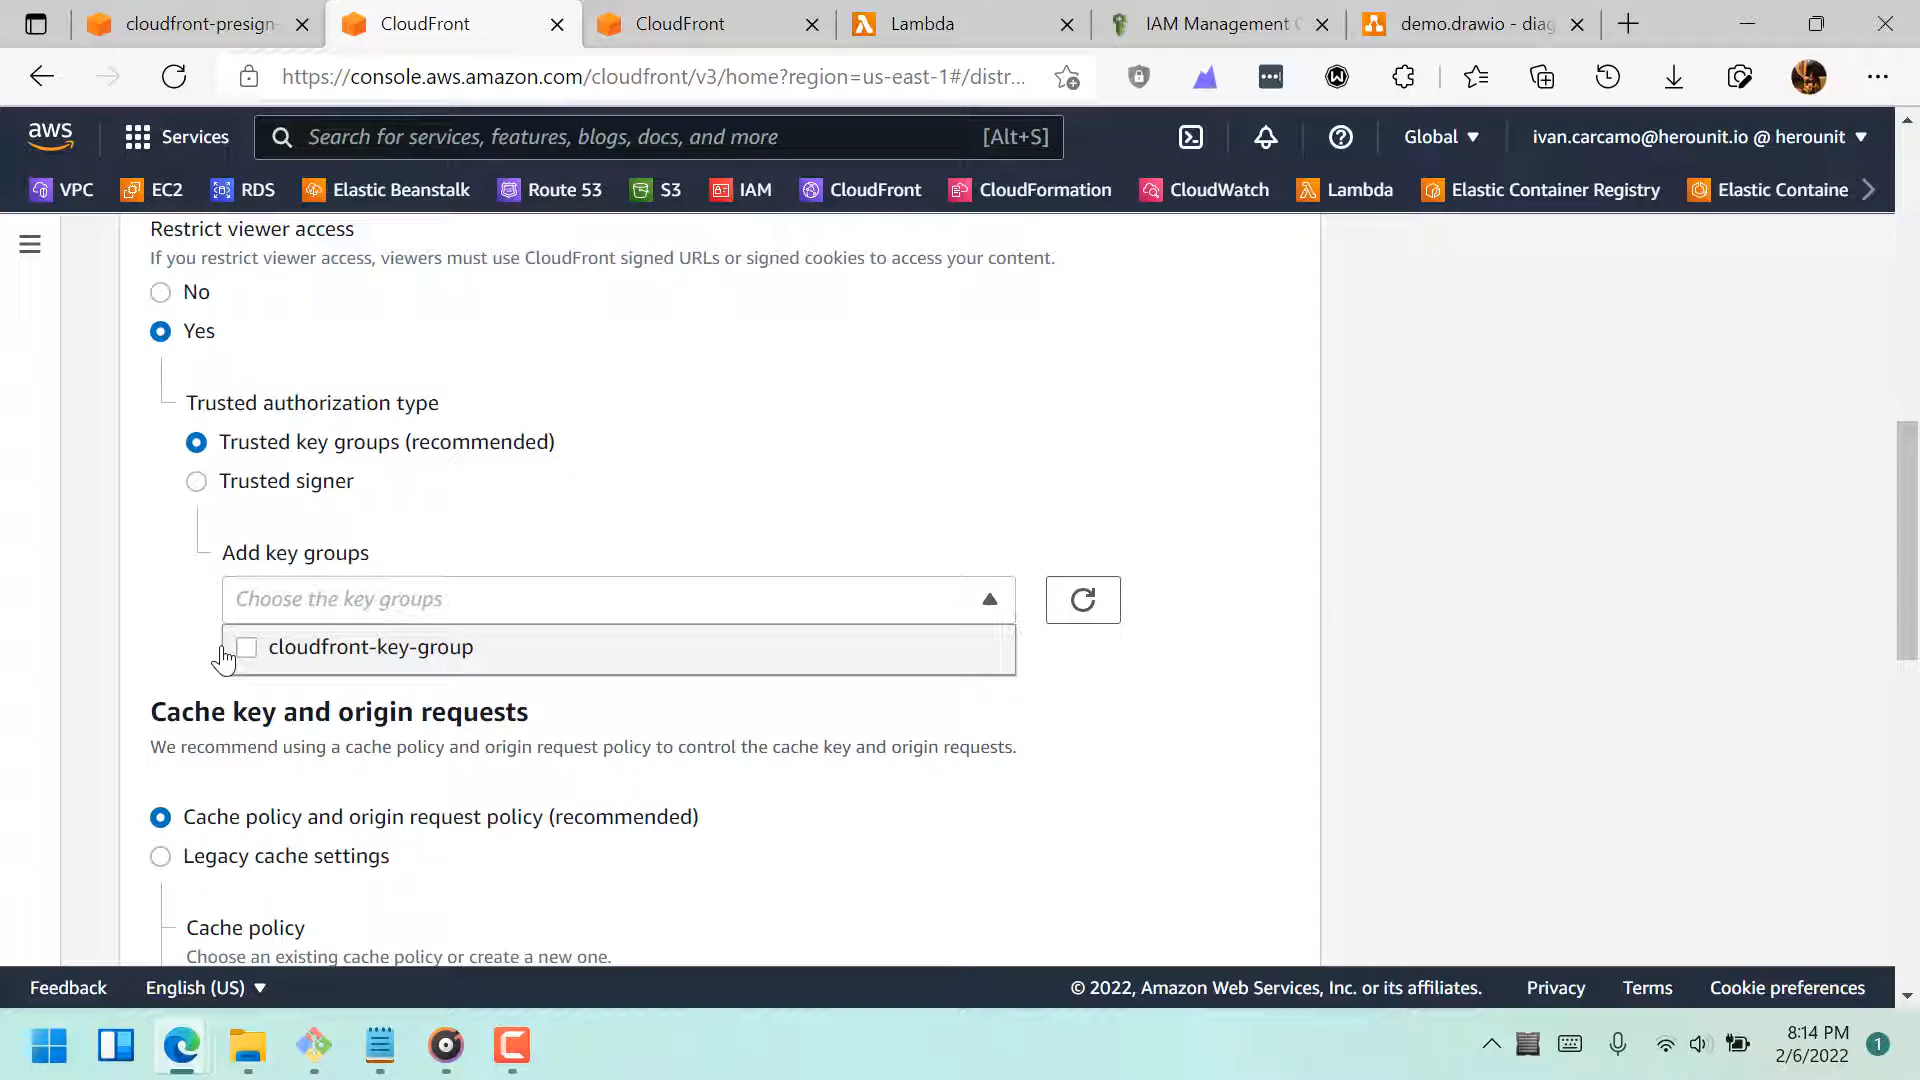 cloudfront-presign
CloudFront
CloudFront
Lambda
IAM Management C
demo.drawio - diag
https://console.aws.amazon.com/cloudfront/v3/home?region=us-east-1#/distr...
aws
Services
Search for services, features, blogs, docs, and more
[Alt+S]
Global
ivan.carcamo@herounit.io @ herounit
VPC
EC2
RDS
Elastic Beanstalk
Route 53
S3
IAM
CloudFront
CloudFormation
CloudWatch
Lambda
Elastic Container Registry
Elastic Containe
Restrict viewer access
If you restrict viewer access, viewers must use CloudFront signed URLs or signed cookies to access your content.
No
Yes
Trusted authorization type
Trusted key groups (recommended)
Trusted signer
Add key groups
Choose the key groups
cloudfront-key-group
Cache key and origin requests
We recommend using a cache policy and origin request policy to control the cache key and origin requests.
Cache policy and origin request policy (recommended)
Legacy cache settings
Cache policy
Choose an existing cache policy or create a new one.
Feedback
English (US)
© 2022, Amazon Web Services, Inc. or its affiliates.
Privacy
Terms
Cookie preferences
8:14 PM
2/6/2022
1